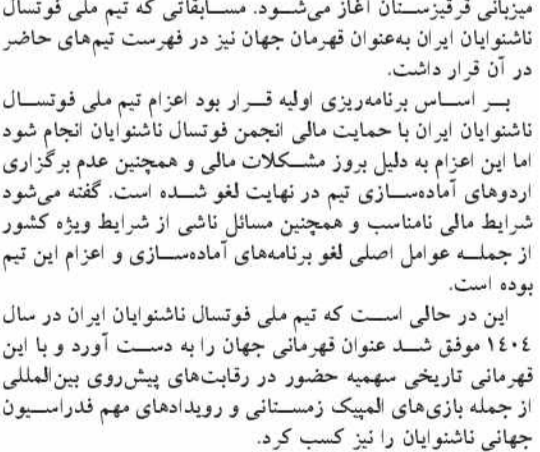 میزبانی قرقیزستان آغاز می‌شود. مسابقاتی که تیم ملی فوتسال
ناشنوایان ایران به‌عنوان قهرمان جهان نیز در فهرست تیم‌های حاضر
در آن قرار داشت.
بر اساس برنامه‌ریزی اولیه قرار بود اعزام تیم ملی فوتسال
ناشنوایان ایران با حمایت مالی انجمن فوتسال ناشنوایان انجام شود
اما این اعزام به دلیل بروز مشکلات مالی و همچنین عدم برگزاری
اردوهای آماده‌سازی تیم در نهایت لغو شده است. گفته می‌شود
شرایط مالی نامناسب و همچنین مسائل ناشی از شرایط ویژه کشور
از جمله عوامل اصلی لغو برنامه‌های آماده‌سازی و اعزام این تیم
بوده است.
این در حالی است که تیم ملی فوتسال ناشنوایان ایران در سال
۱۴۰۴ موفق شد عنوان قهرمانی جهان را به دست آورد و با این
قهرمانی تاریخی سهمیه حضور در رقابت‌های پیش‌روی بین‌المللی
از جمله بازی‌های المپیک زمستانی و رویدادهای مهم فدراسیون
جهانی ناشنوایان را نیز کسب کرد.